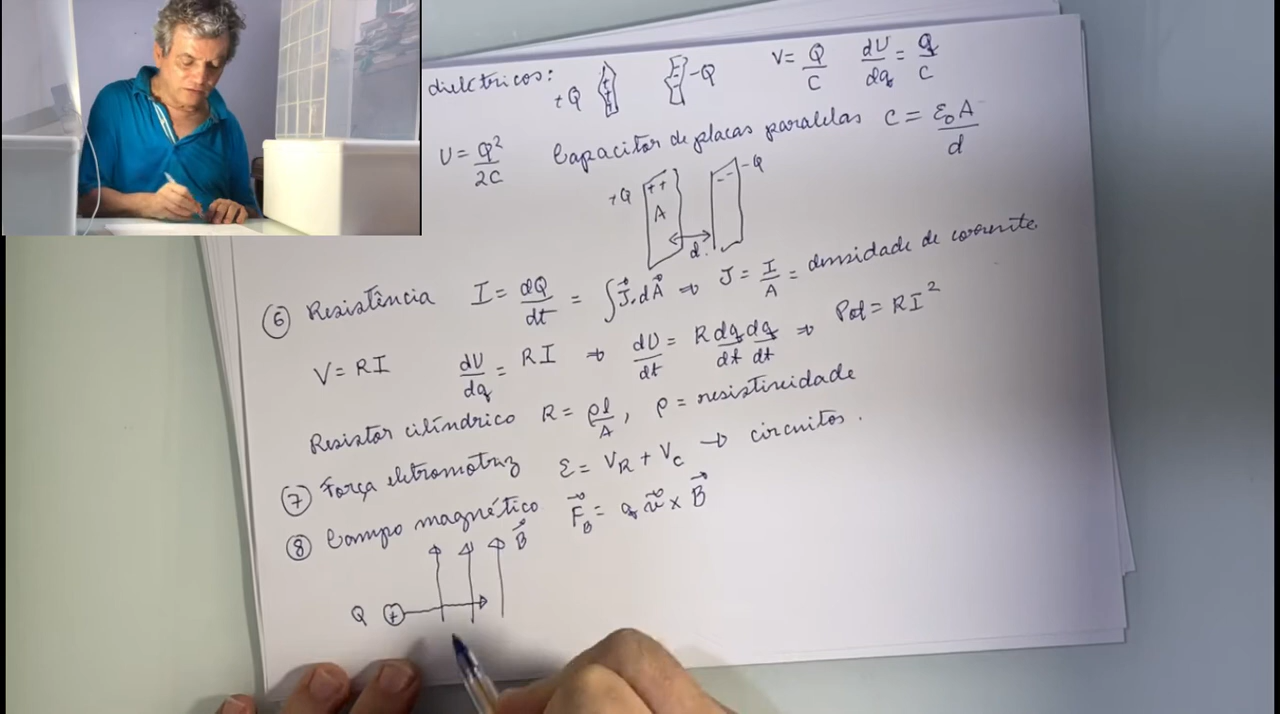 dielétricos: +Q +++ -- -Q V = Q/C dU/dq = q/C
U = Q²/2C Capacitor de placas paralelas C = ε₀A/d
+Q ++ A d -- -Q
⑥ Resistência I = dQ/dt = ∫J⃗.dA⃗ ⇒ J = I/A = densidade de corrente
V = RI dU/dq = RI ⇒ dU/dt = R dq/dt dq/dt ⇒ Pot = RI²
Resistor cilíndrico R = ρl/A, ρ = resistividade
⑦ Força eletromotriz ε = V_R + V_C → circuitos.
⑧ Campo magnético F⃗_B = q v⃗ x B⃗
B⃗
Q +